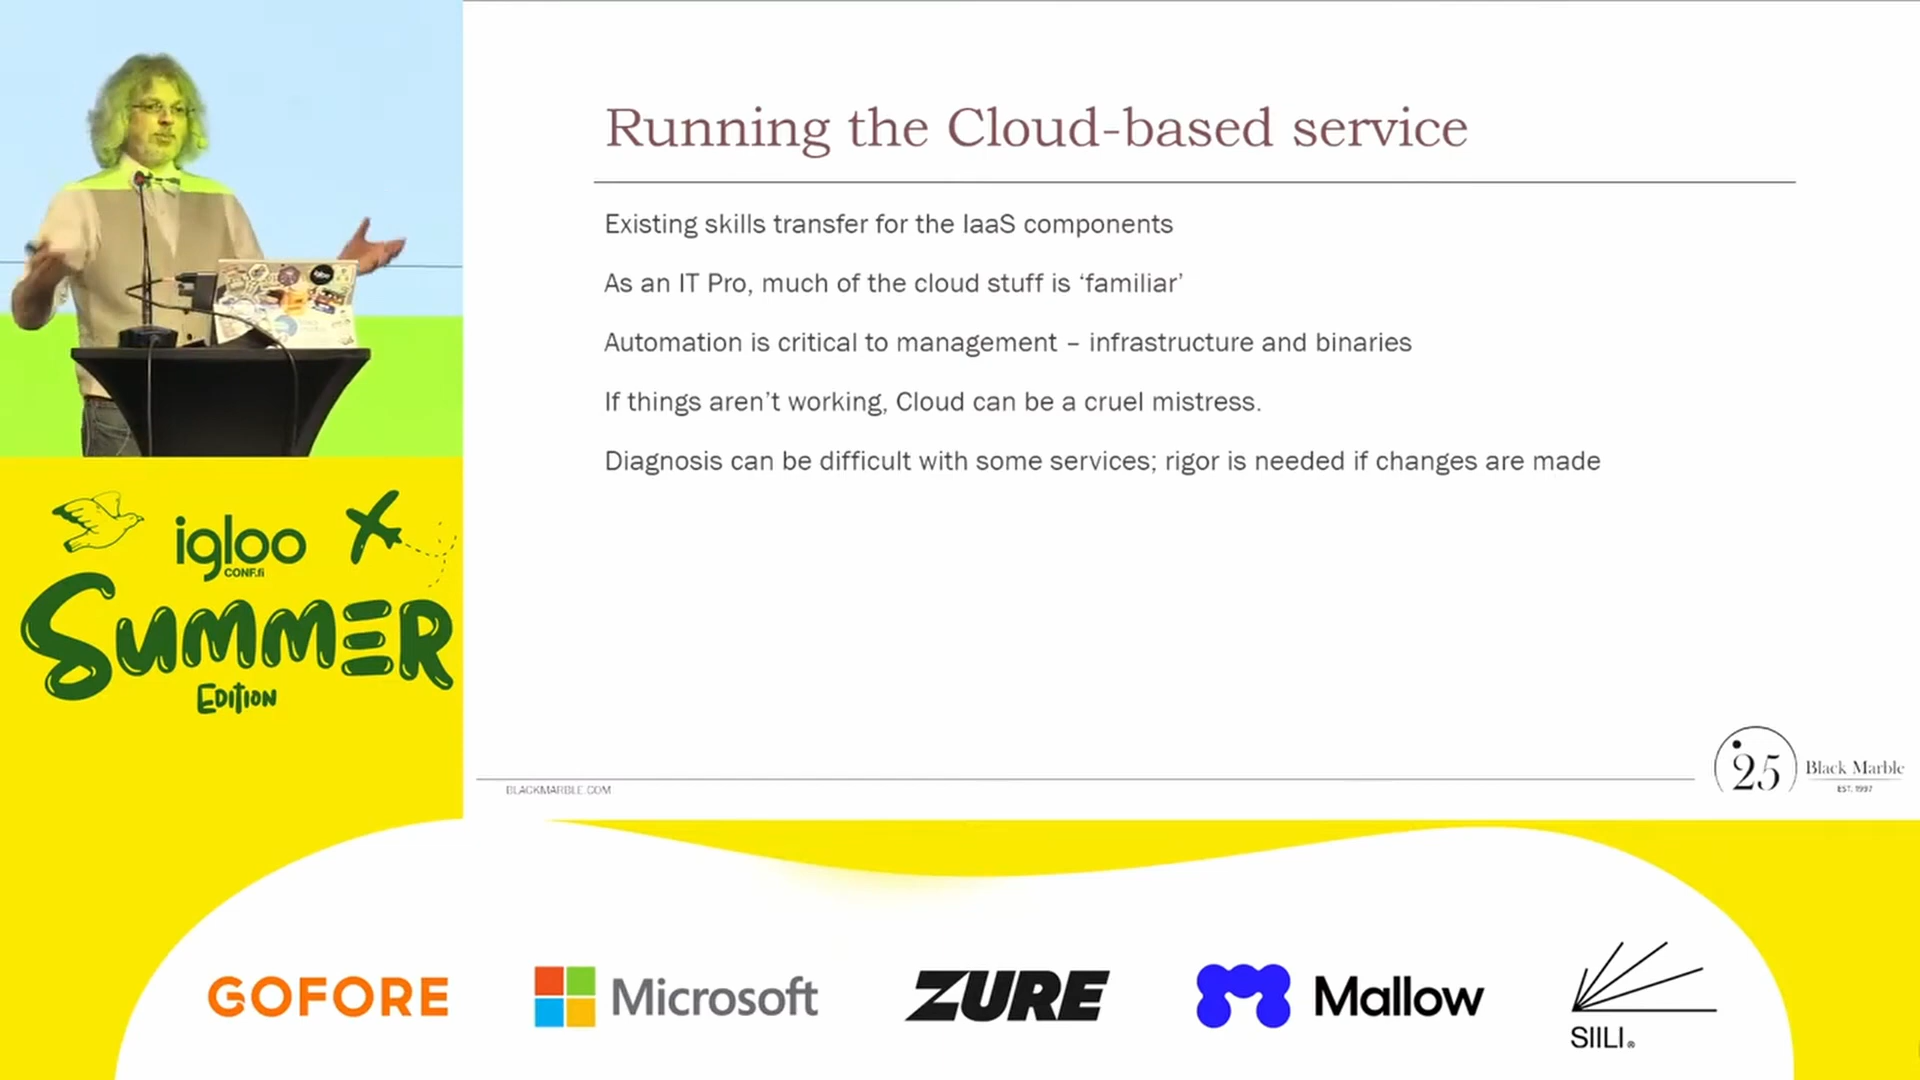 Running the Cloud-based service
Existing skills transfer for the IaaS components
As an IT Pro, much of the cloud stuff is ‘familiar’
Automation is critical to management – infrastructure and binaries
If things aren’t working, Cloud can be a cruel mistress.
Diagnosis can be difficult with some services; rigor is needed if changes are made
BLACKMARBLE.COM
25
Black Marble
EST. 1997
igloo
CONF.fi
SUMMER
EDITION
GOFORE
Microsoft
ZURE
Mallow
SIILI®